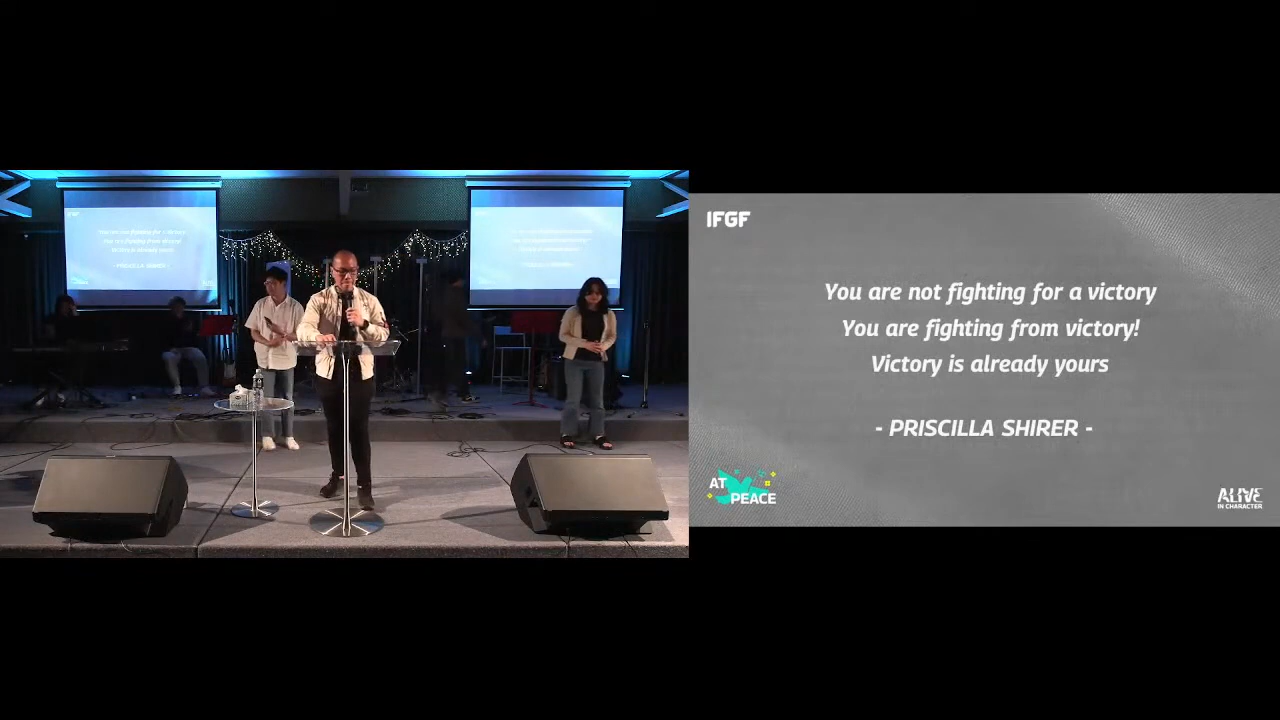 IFGF
You are not fighting for a victory
You are fighting from victory!
Victory is already yours
- PRISCILLA SHIRER -
AT
PEACE
ALIVE
IN CHARACTER